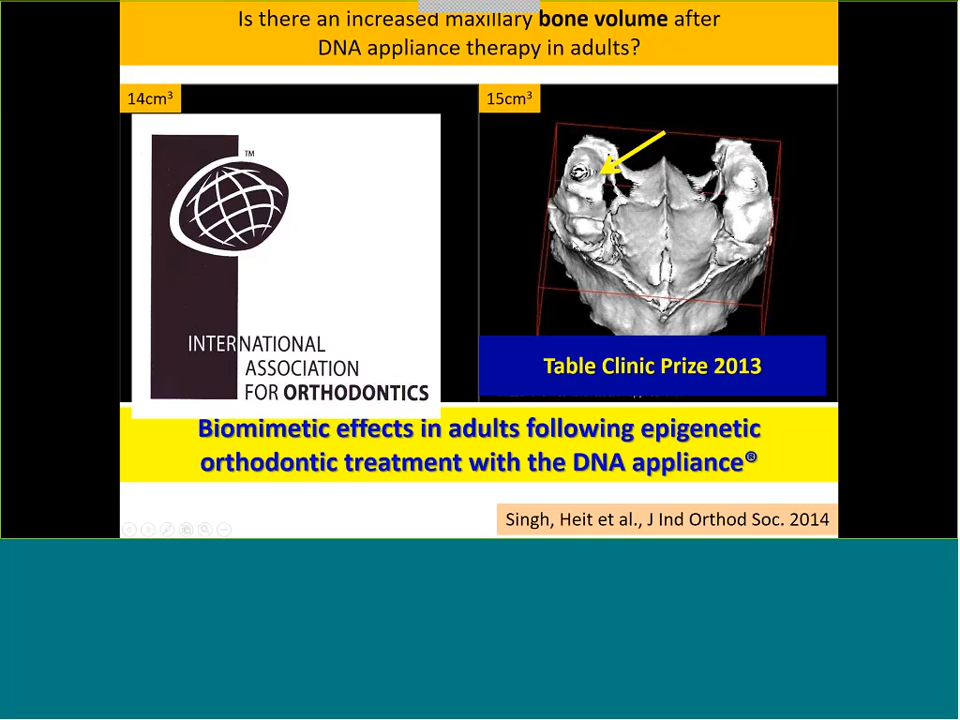 Is there an increased maxillary bone volume after
DNA appliance therapy in adults?
14cm³
15cm³
TM
INTERNATIONAL
ASSOCIATION
FOR ORTHODONTICS
Table Clinic Prize 2013
Biomimetic effects in adults following epigenetic
orthodontic treatment with the DNA appliance®
Singh, Heit et al., J Ind Orthod Soc. 2014